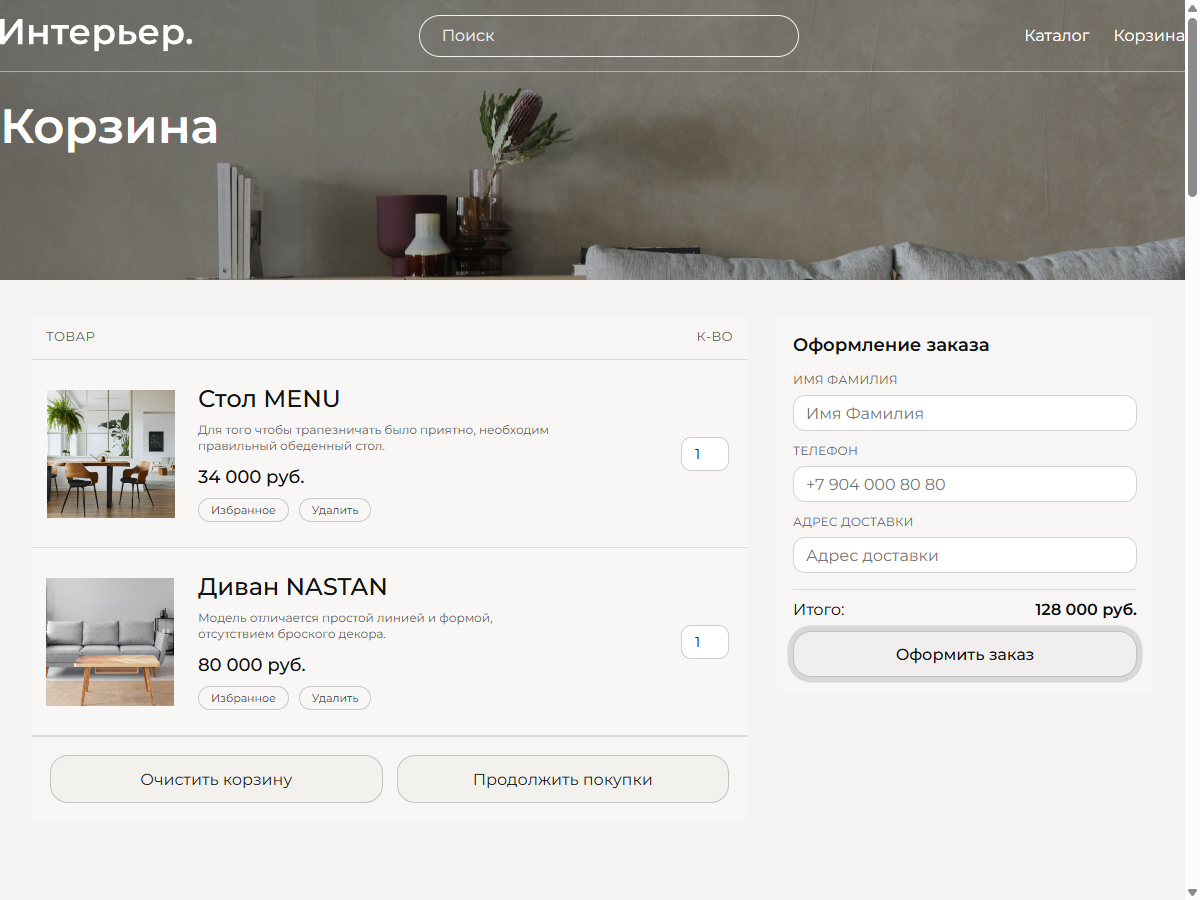 Интерьер.
Поиск
Каталог
Корзина
Корзина
ТОВАР
К-ВО
Стол MENU
Для того чтобы трапезничать было приятно, необходим
правильный обеденный стол.
34 000 руб.
Избранное
Удалить
1
Диван NASTAN
Модель отличается простой линией и формой,
отсутствием броского декора.
80 000 руб.
Избранное
Удалить
1
Очистить корзину
Продолжить покупки
Оформление заказа
ИМЯ ФАМИЛИЯ
Имя Фамилия
ТЕЛЕФОН
+7 904 000 80 80
АДРЕС ДОСТАВКИ
Адрес доставки
Итого:
128 000 руб.
Оформить заказ